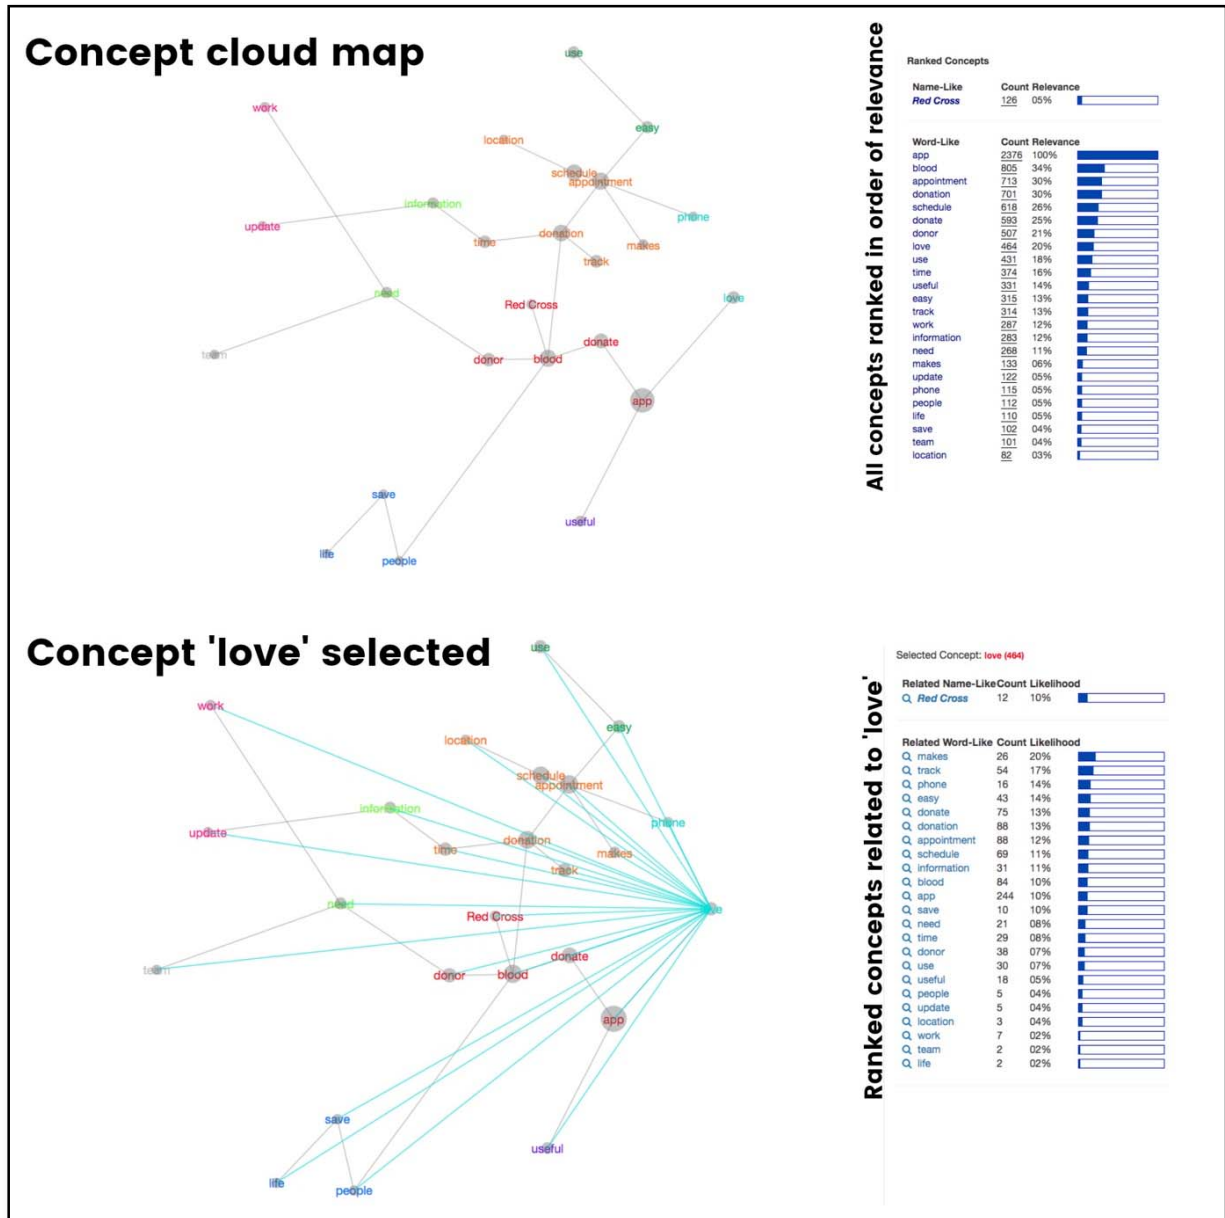 Concept cloud map
use
work
easy
location
schedule
appointment
information
phone
update
donation
time
makes
track
need
love
Red Cross
donate
team
donor
blood
app
save
useful
life
people
All concepts ranked in order of relevance
Ranked Concepts
Name-Like Count Relevance
Red Cross 126 05%
Word-Like Count Relevance
app 2376 100%
blood 805 34%
appointment 713 30%
donation 701 30%
schedule 618 26%
donate 593 25%
donor 507 21%
love 464 20%
use 431 18%
time 374 16%
useful 331 14%
easy 315 13%
track 314 13%
work 287 12%
information 283 12%
need 268 11%
makes 133 06%
update 122 05%
phone 115 05%
people 112 05%
life 110 05%
save 102 04%
team 101 04%
location 82 03%
Concept 'love' selected
use
work
easy
location
schedule
appointment
information
phone
update
donation
time
makes
track
need
Red Cross
donate
team
donor
blood
app
save
useful
life
people
Ranked concepts related to 'love'
Selected Concept: love (464)
Related Name-Like Count Likelihood
Red Cross 12 10%
Related Word-Like Count Likelihood
makes 26 20%
track 54 17%
phone 16 14%
easy 43 14%
donate 75 13%
donation 88 13%
appointment 88 12%
schedule 69 11%
information 31 11%
blood 84 10%
app 244 10%
save 10 10%
need 21 08%
time 29 08%
donor 38 07%
use 30 07%
useful 18 05%
people 5 04%
update 5 04%
location 3 04%
work 7 02%
team 2 02%
life 2 02%